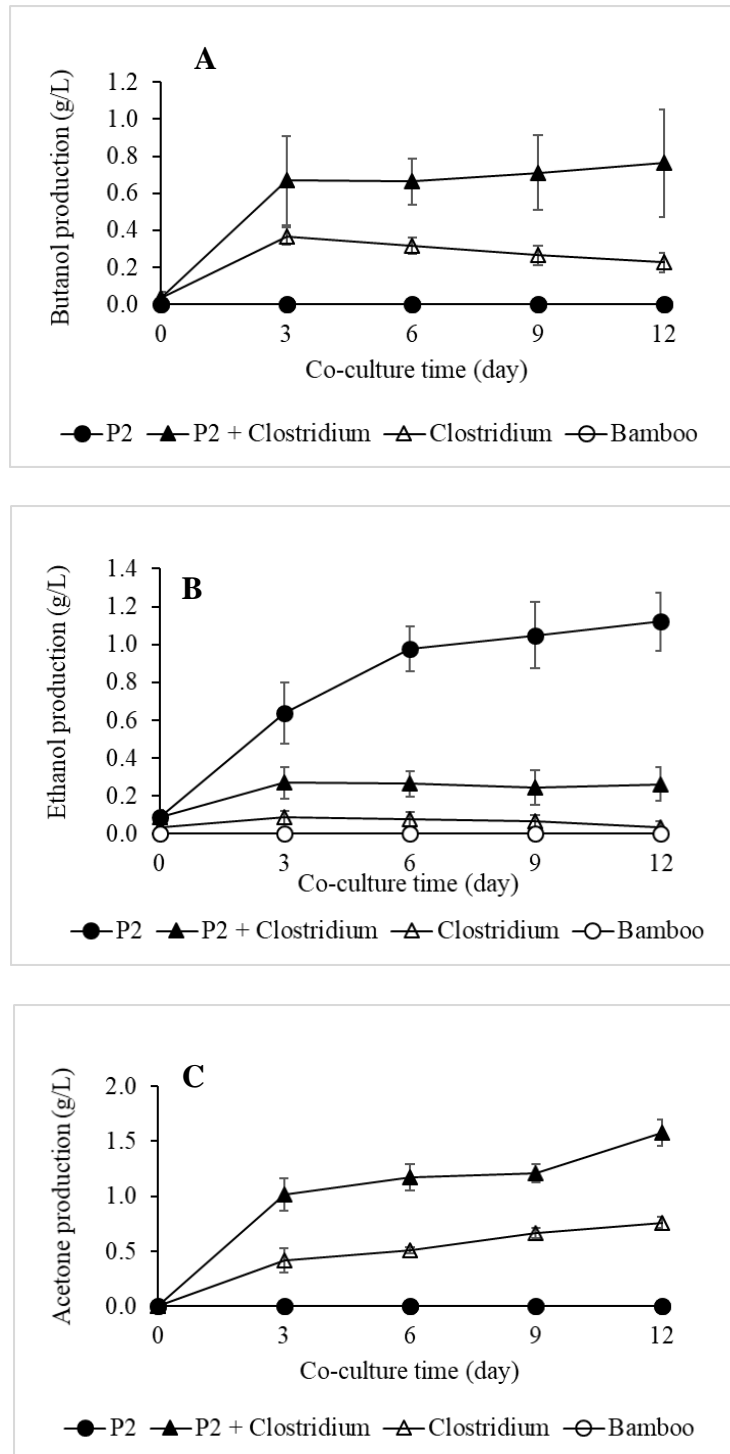 A
Butanol production (g/L)
1.2
1.0
0.8
0.6
0.4
0.2
0.0
0 3 6 9 12
Co-culture time (day)
P2 P2 + Clostridium Clostridium Bamboo
B
Ethanol production (g/L)
1.4
1.2
1.0
0.8
0.6
0.4
0.2
0.0
0 3 6 9 12
Co-culture time (day)
P2 P2 + Clostridium Clostridium Bamboo
C
Acetone production (g/L)
2.0
1.5
1.0
0.5
0.0
0 3 6 9 12
Co-culture time (day)
P2 P2 + Clostridium Clostridium Bamboo